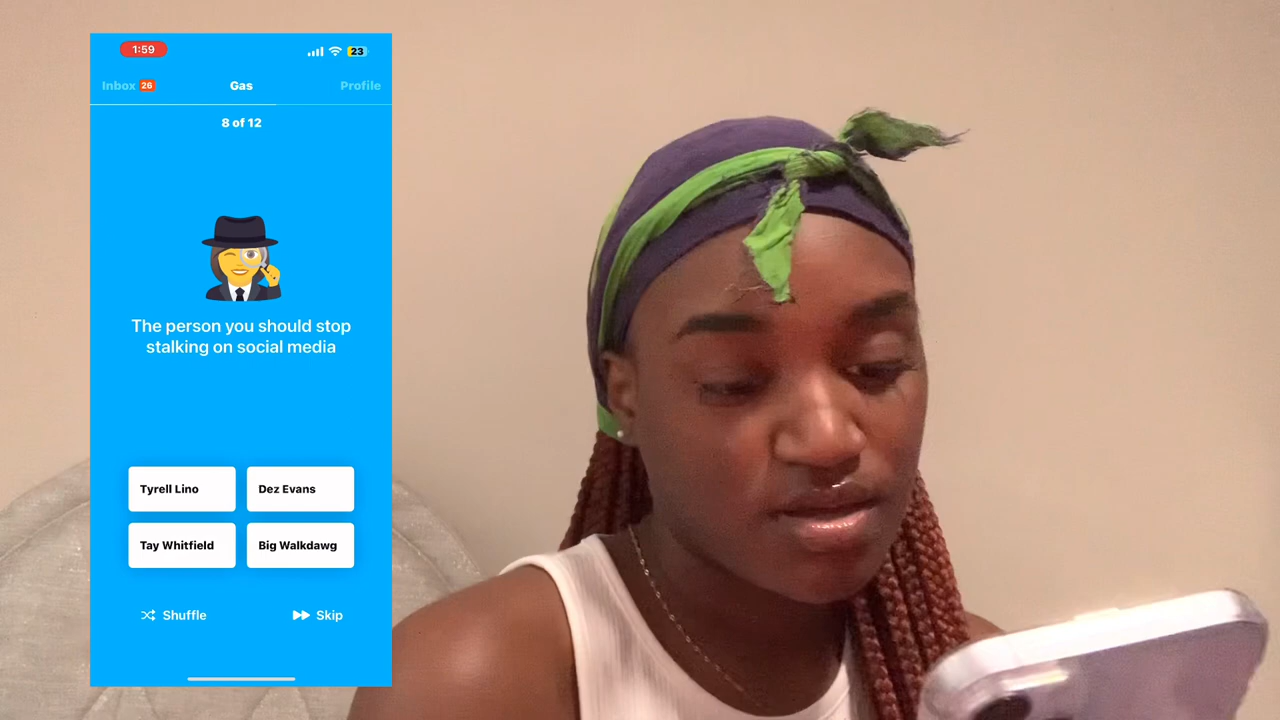 1:59
23
Inbox 26 Gas Profile
8 of 12
The person you should stop
stalking on social media
Tyrell Lino Dez Evans
Tay Whitfield Big Walkdawg
Shuffle Skip